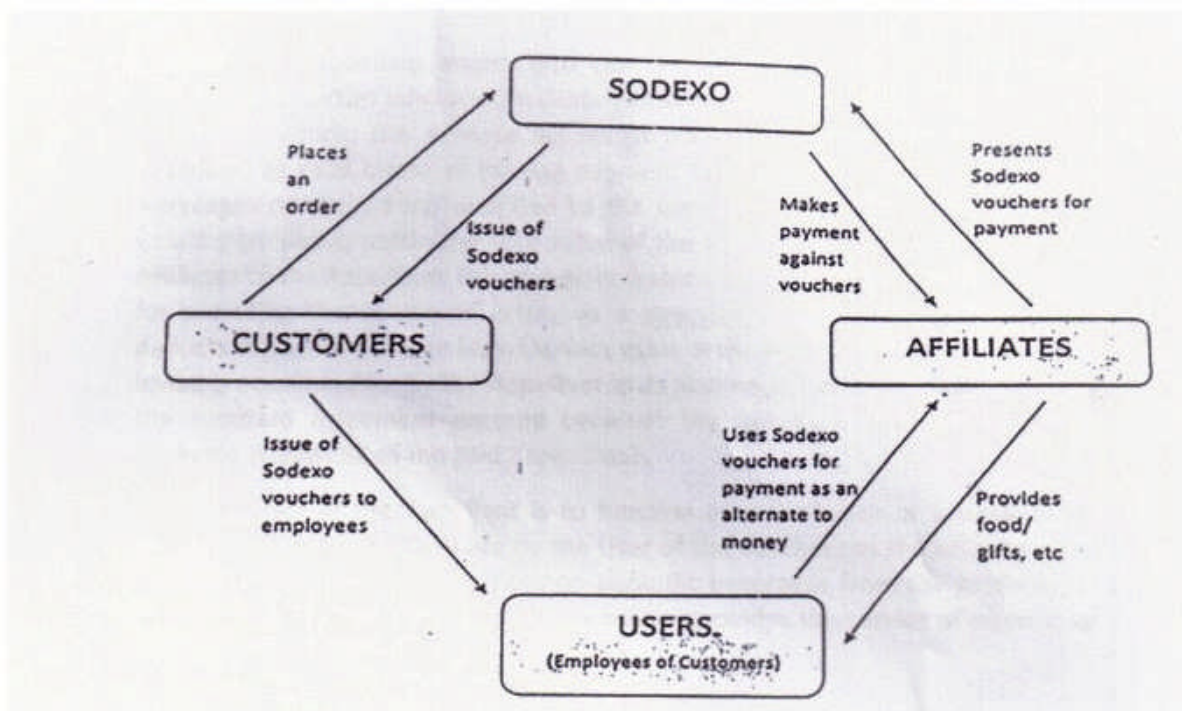 SODEXO
Places
an
order
Issue of
Sodexo
vouchers
Makes
payment
against
vouchers
Presents
Sodexo
vouchers for
payment
CUSTOMERS
AFFILIATES
Issue of
Sodexo
vouchers to
employees
Uses Sodexo
vouchers for
payment as an
alternate to
money
Provides
food/
gifts, etc
USERS.
(Employees of Customers)